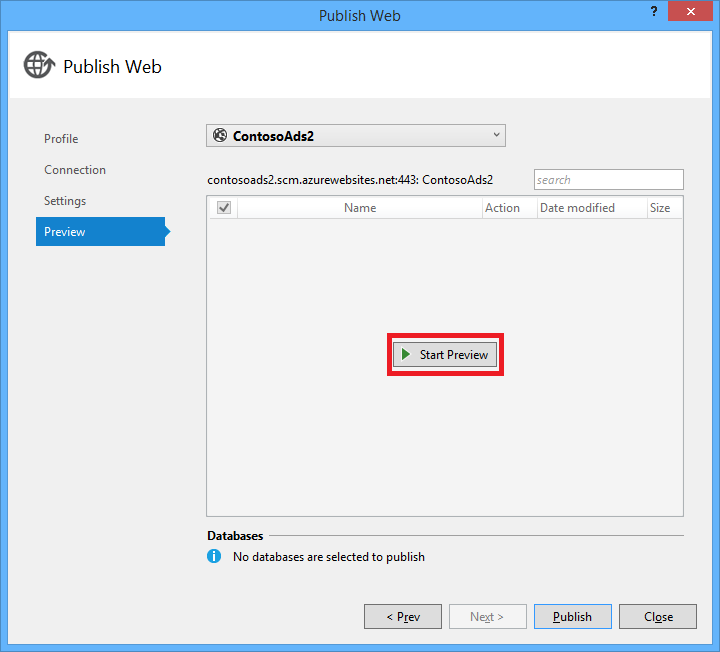 Publish Web
?
Publish Web
Profile
Connection
Settings
Preview
ContosoAds2
contosoads2.scm.azurewebsites.net:443: ContosoAds2
search
Name Action Date modified Size
Start Preview
Databases
No databases are selected to publish
< Prev Next > Publish Close